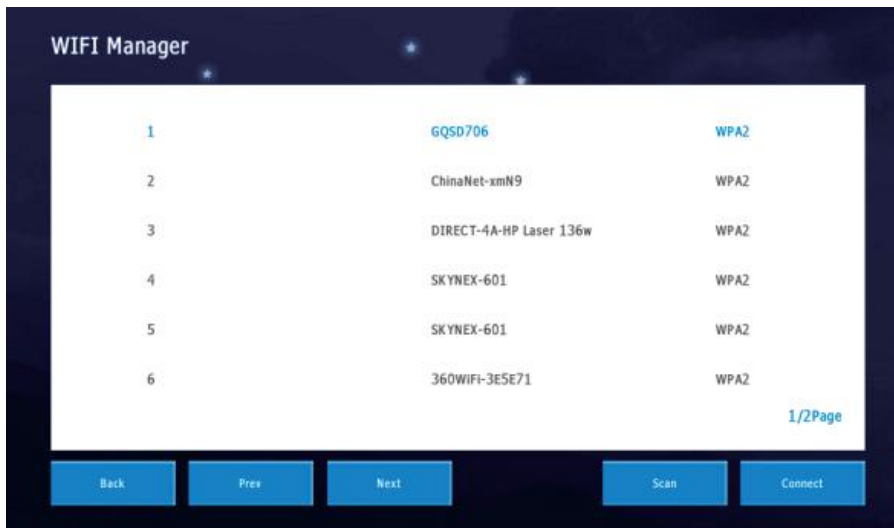 WIFI Manager
1 GQSD706 WPA2
2 ChinaNet-xmN9 WPA2
3 DIRECT-4A-HP Laser 136w WPA2
4 SKYNEX-601 WPA2
5 SKYNEX-601 WPA2
6 360WiFi-3E5E71 WPA2
1/2Page
Back Prev Next Scan Connect